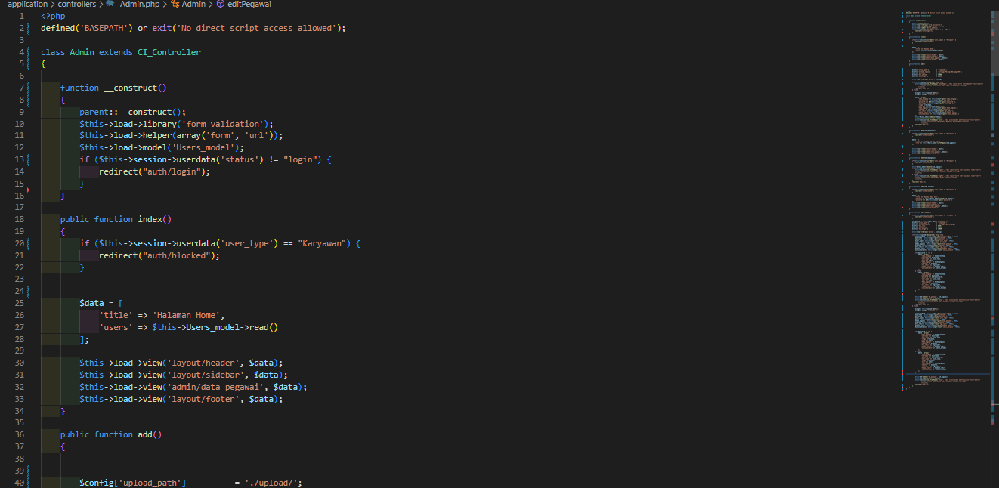 application > controllers > Admin.php > Admin > editPegawai
1 <?php
2 defined('BASEPATH') or exit('No direct script access allowed');
3
4 class Admin extends CI_Controller
5 {
6
7 function __construct()
8 {
9 parent::__construct();
10 $this->load->library('form_validation');
11 $this->load->helper(array('form', 'url'));
12 $this->load->model('Users_model');
13 if ($this->session->userdata('status') != "login") {
14 redirect("auth/login");
15 }
16 }
17
18 public function index()
19 {
20 if ($this->session->userdata('user_type') == "Karyawan") {
21 redirect("auth/blocked");
22 }
23
24
25 $data = [
26 'title' => 'Halaman Home',
27 'users' => $this->Users_model->read()
28 ];
29
30 $this->load->view('layout/header', $data);
31 $this->load->view('layout/sidebar', $data);
32 $this->load->view('admin/data_pegawai', $data);
33 $this->load->view('layout/footer', $data);
34 }
35
36 public function add()
37 {
38
39
40 $config['upload_path'] = './upload/';